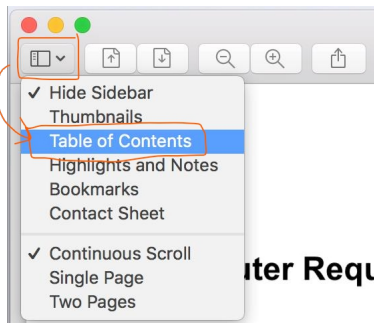 ✓ Hide Sidebar
Thumbnails
Table of Contents
Highlights and Notes
Bookmarks
Contact Sheet
✓ Continuous Scroll
Single Page
Two Pages
uter Requ